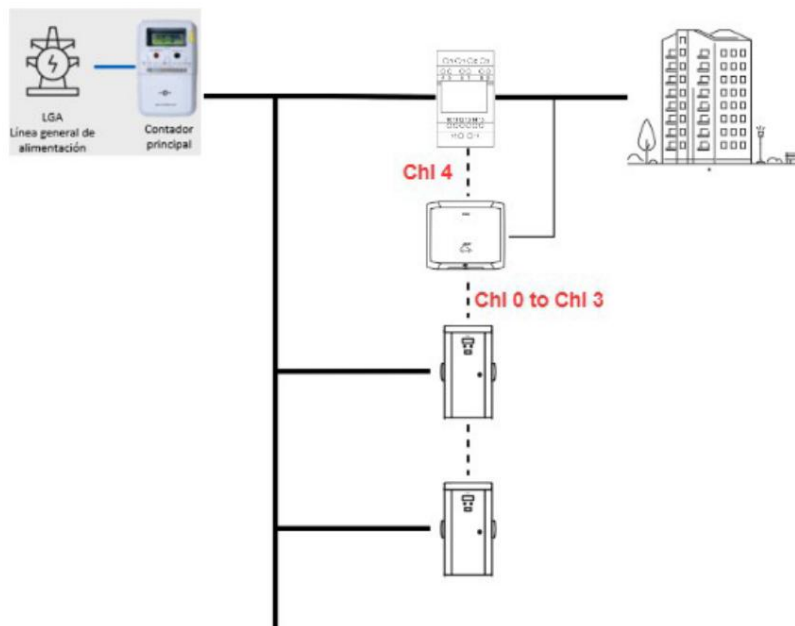 LGA
Línea general de
alimentación
Contador
principal
Chl 4
Chl 0 to Chl 3